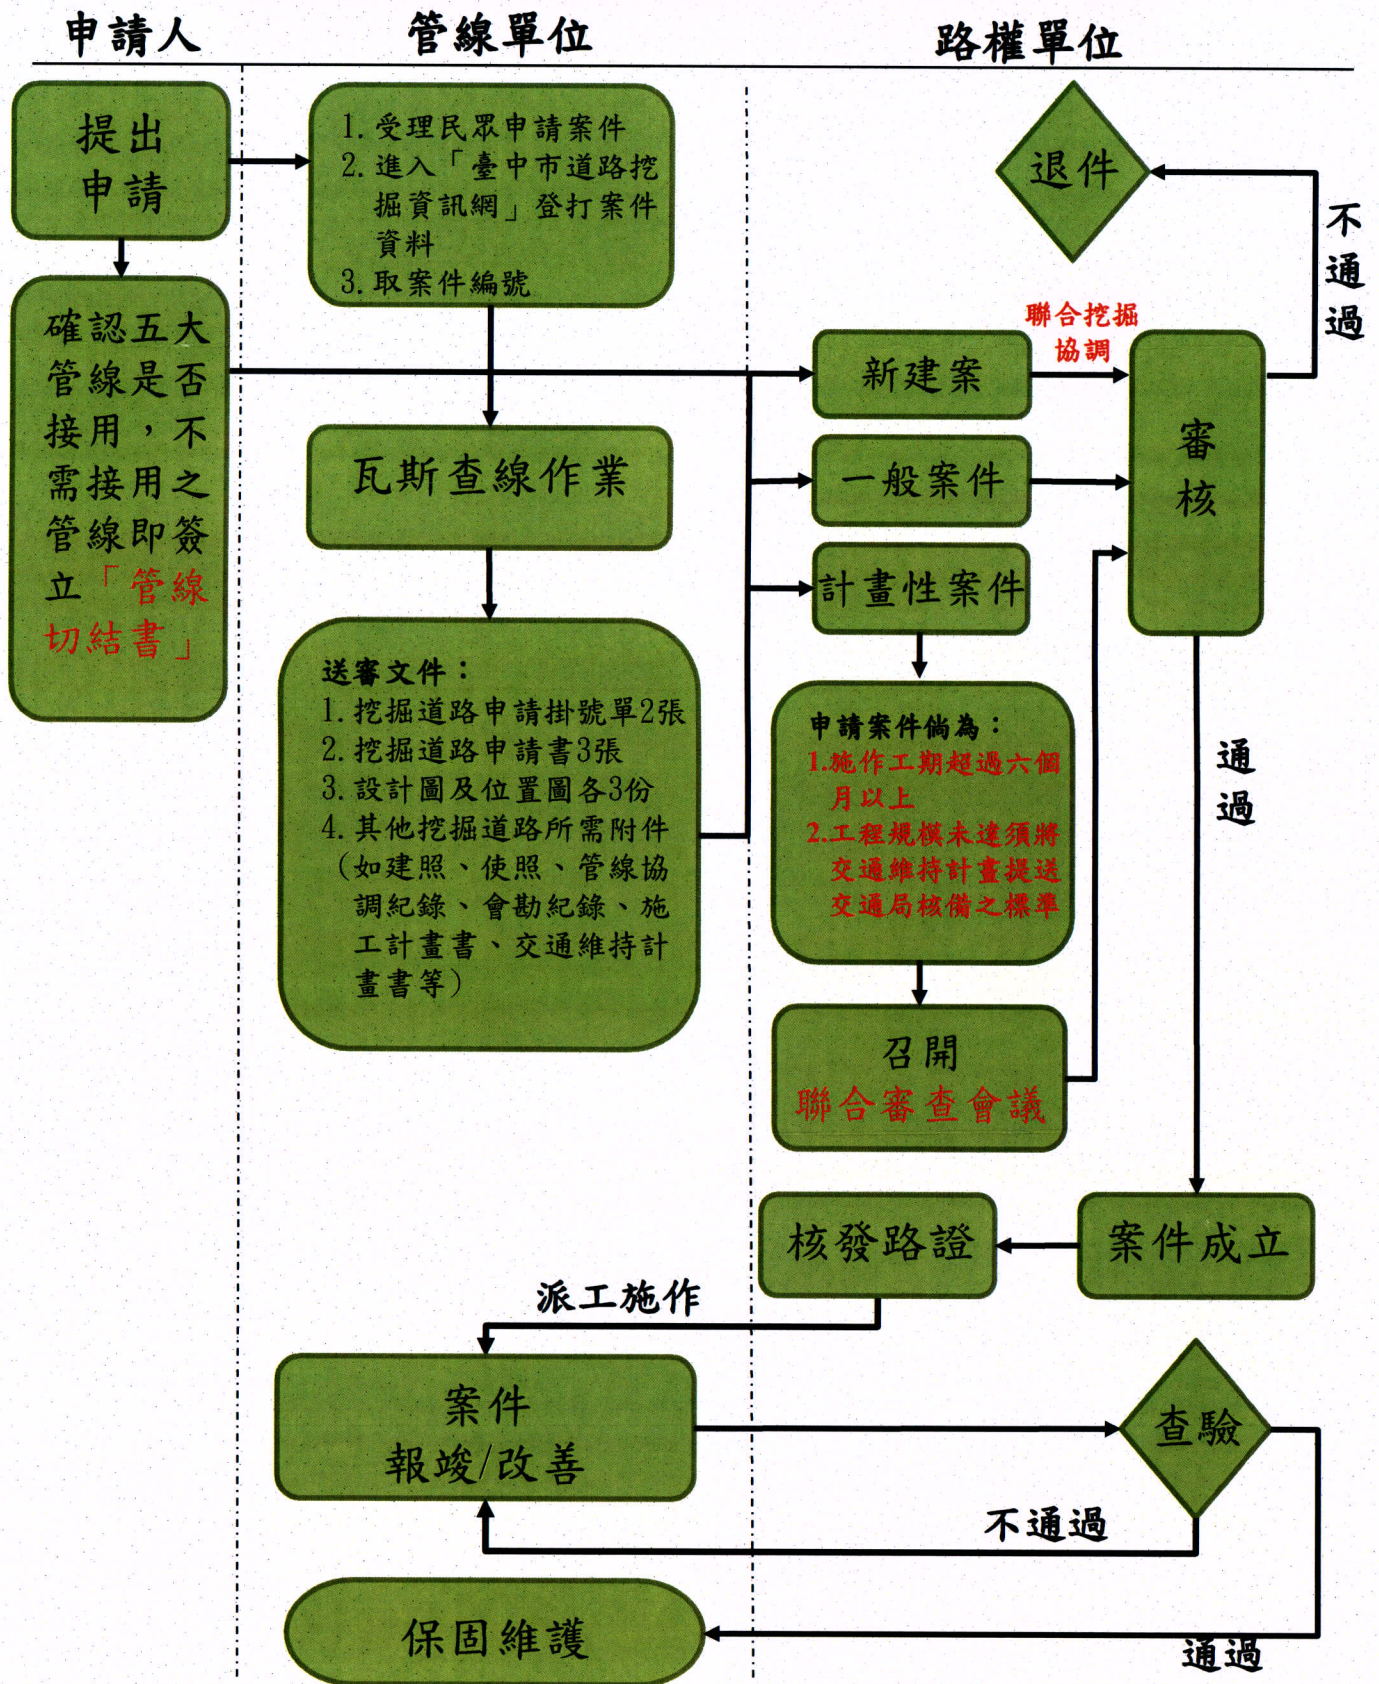 申請人
管線單位
路權單位
提出
申請
1. 受理民眾申請案件
2. 進入「臺中市道路挖
掘資訊網」登打案件
資料
3. 取案件編號
退件
不
通
過
確認五大
管線是否
接用，不
需接用之
管線即簽
立「管線
切結書」
瓦斯查線作業
新建案
聯合挖掘
協調
一般案件
計畫性案件
審
核
送審文件：
1. 挖掘道路申請掛號單2張
2. 挖掘道路申請書3張
3. 設計圖及位置圖各3份
4. 其他挖掘道路所需附件
（如建照、使照、管線協
調紀錄、會勘紀錄、施
工計畫書、交通維持計
畫書等）
申請案件倘為：
1.施作工期超過六個
月以上
2.工程規模未達須將
交通維持計畫提送
交通局核備之標準
通
過
召開
聯合審查會議
核發路證
案件成立
派工施作
案件
報竣/改善
查驗
不通過
保固維護
通過